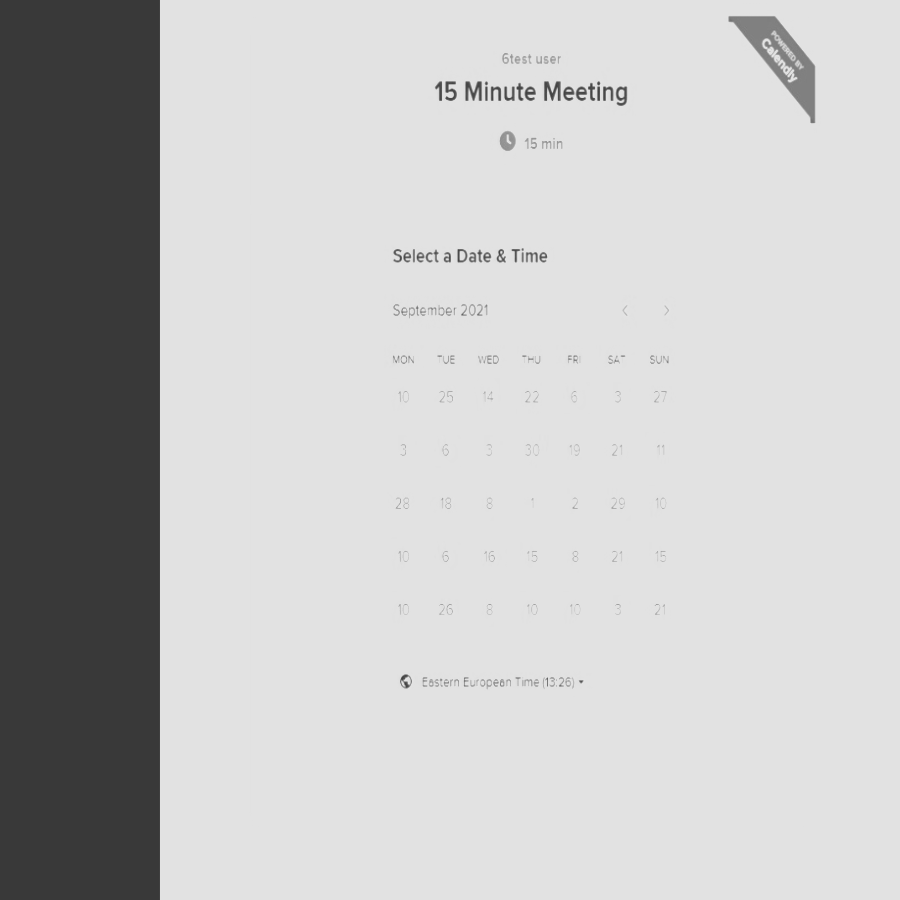 POWERED BY
Calendly
6test user
15 Minute Meeting
15 min
Select a Date & Time
September 2021
MON TUE WED THU FRI SAT SUN
10 25 14 22 6 3 27
3 6 3 30 19 21 11
28 18 8 1 2 29 10
10 6 16 15 8 21 15
10 26 8 10 10 3 21
Eastern European Time (13:26)